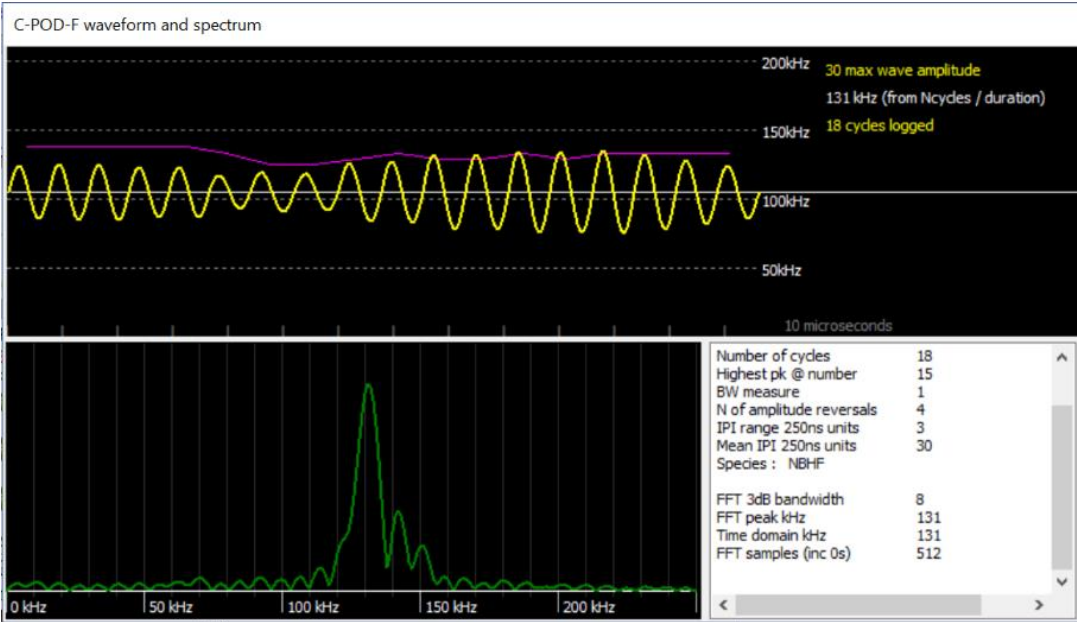 C-POD-F waveform and spectrum
200kHz
30 max wave amplitude
131 kHz (from Ncycles / duration)
150kHz
18 cycles logged
100kHz
50kHz
10 microseconds
Number of cycles 18
Highest pk @ number 15
BW measure 1
N of amplitude reversals 4
IPI range 250ns units 3
Mean IPI 250ns units 30
Species : NBHF
FFT 3dB bandwidth 8
FFT peak kHz 131
Time domain kHz 131
FFT samples (inc 0s) 512
0 kHz 50 kHz 100 kHz 150 kHz 200 kHz